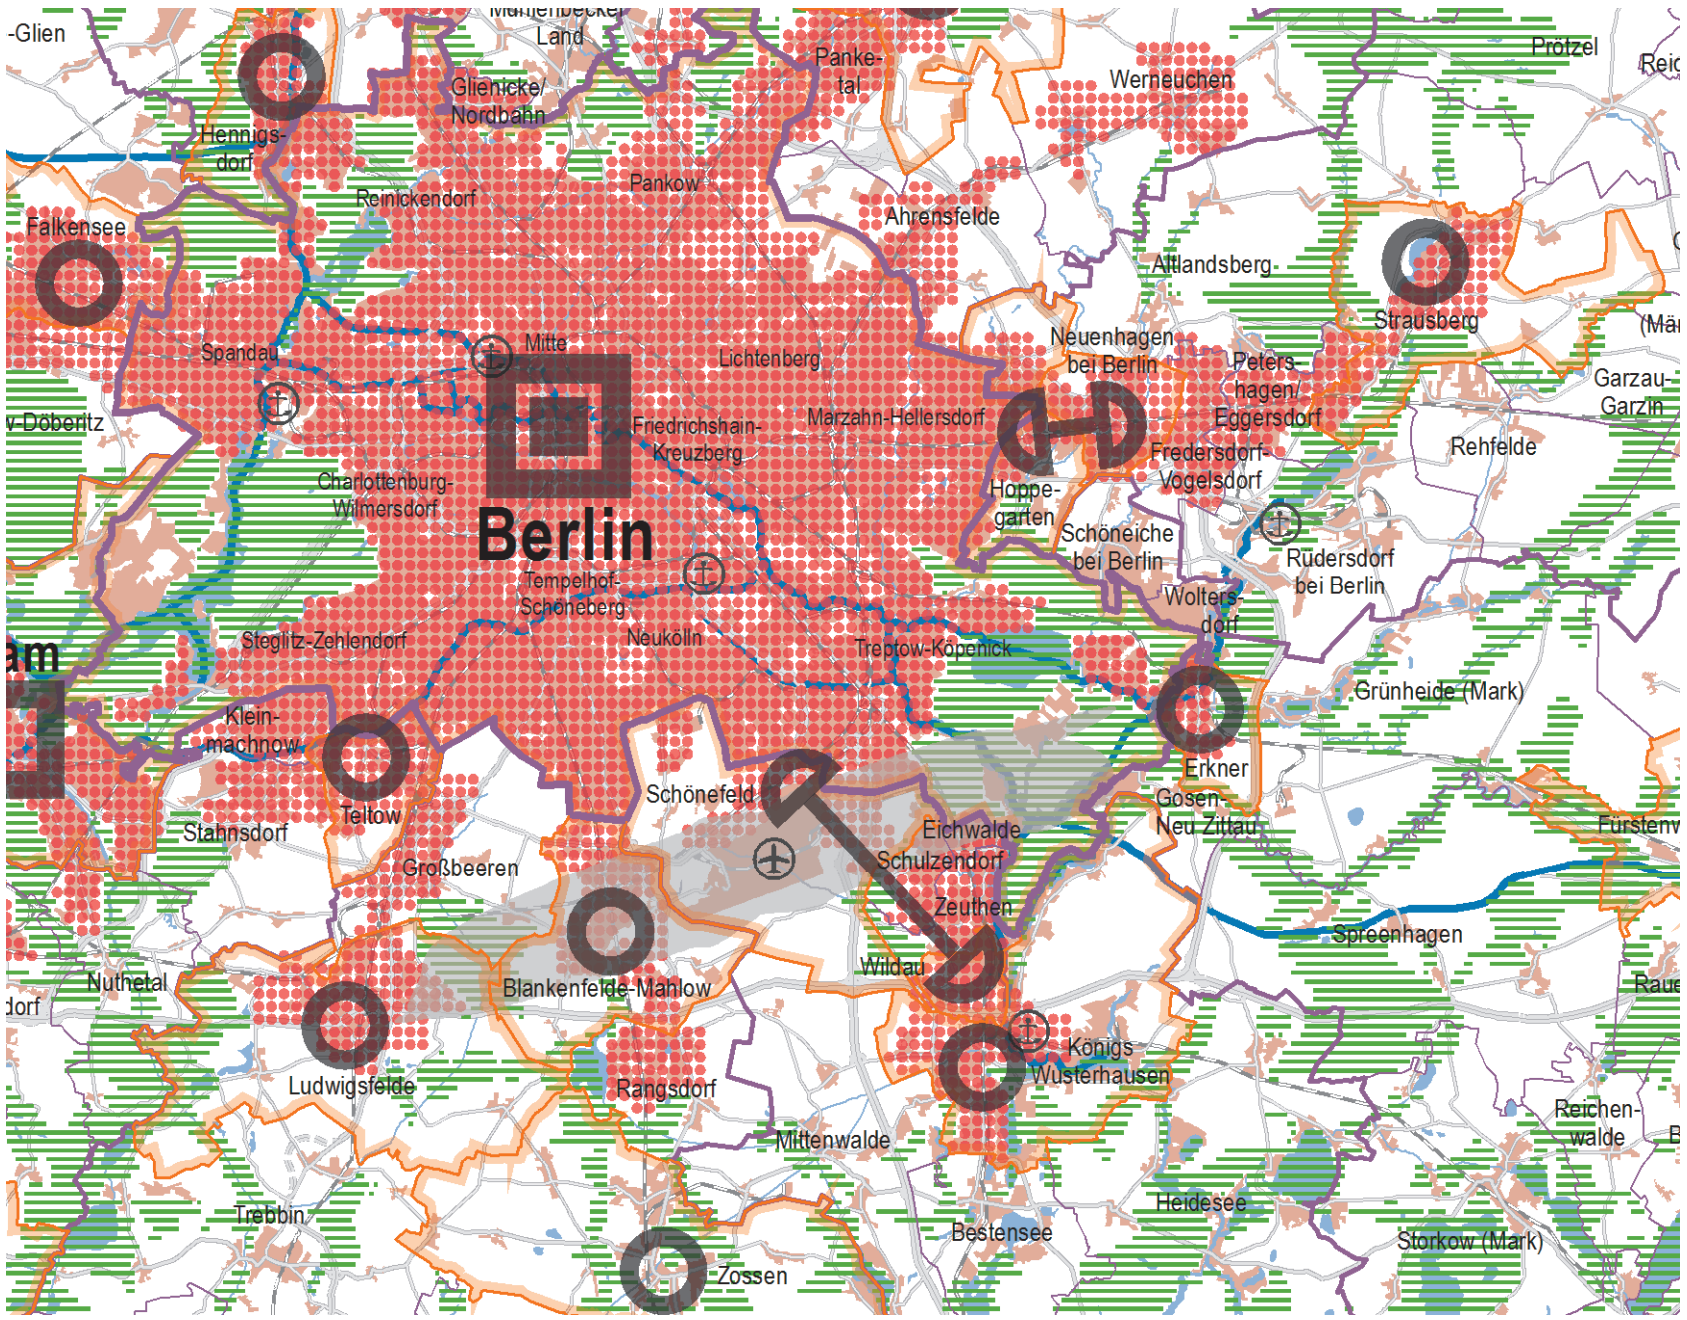 -Glien
Mühlenbecker
Land
Panke-
tal
Prötzel
Werneuchen
Glienicke/
Nordbahn
Hennigs-
dorf
Reinickendorf
Pankow
Falkensee
Ahrensfelde
Altlandsberg
Strausberg
Spandau
Mitte
Lichtenberg
Neuenhagen
bei Berlin
Peters-
hagen/
Eggersdorf
Garzau-
Garzin
Marzahn-Hellersdorf
Friedrichshain-
Kreuzberg
Rehfelde
Charlottenburg-
Wilmersdorf
Fredersdorf-
Vogelsdorf
Hoppe-
garten
Berlin
Schöneiche
bei Berlin
Rüdersdorf
bei Berlin
Tempelhof-
Schöneberg
Wolters-
dorf
Steglitz-Zehlendorf
Neukölln
Treptow-Köpenick
Grünheide (Mark)
Klein-
machnow
Erkner
Schönefeld
Gosen-
Neu Zittau
Teltow
Stahnsdorf
Eichwalde
Schulzendorf
Großbeeren
Zeuthen
Spreenhagen
Wildau
Nuthetal
Blankenfelde-Mahlow
Königs
Wusterhausen
Ludwigsfelde
Rangsdorf
Reichen-
walde
Mittenwalde
Trebbin
Heidesee
Bestensee
Storkow (Mark)
Zossen